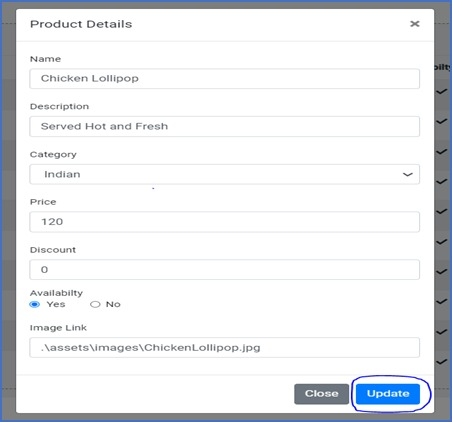 Product Details ×
Name
Chicken Lollipop
Description
Served Hot and Fresh
Category
Indian
Price
120
Discount
0
Availabilty
Yes No
Image Link
.\assets\images\ChickenLollipop.jpg
Close Update